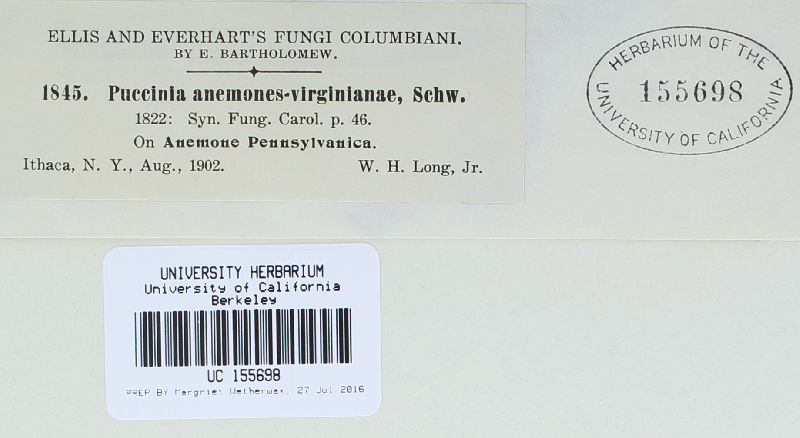 ELLIS AND EVERHART'S FUNGI COLUMBIANI.
BY E. BARTHOLOMEW.
1845. Puccinia anemones-virginianae, Schw.
1822: Syn. Fung. Carol. p. 46.
On Anemone Pennsylvanica.
Ithaca, N. Y., Aug., 1902. W. H. Long, Jr.
HERBARIUM OF THE
155698
UNIVERSITY OF CALIFORNIA
UNIVERSITY HERBARIUM
University of California
Berkeley
UC 155698
PREP BY Margriet Wetherwax, 27 Jul 2016